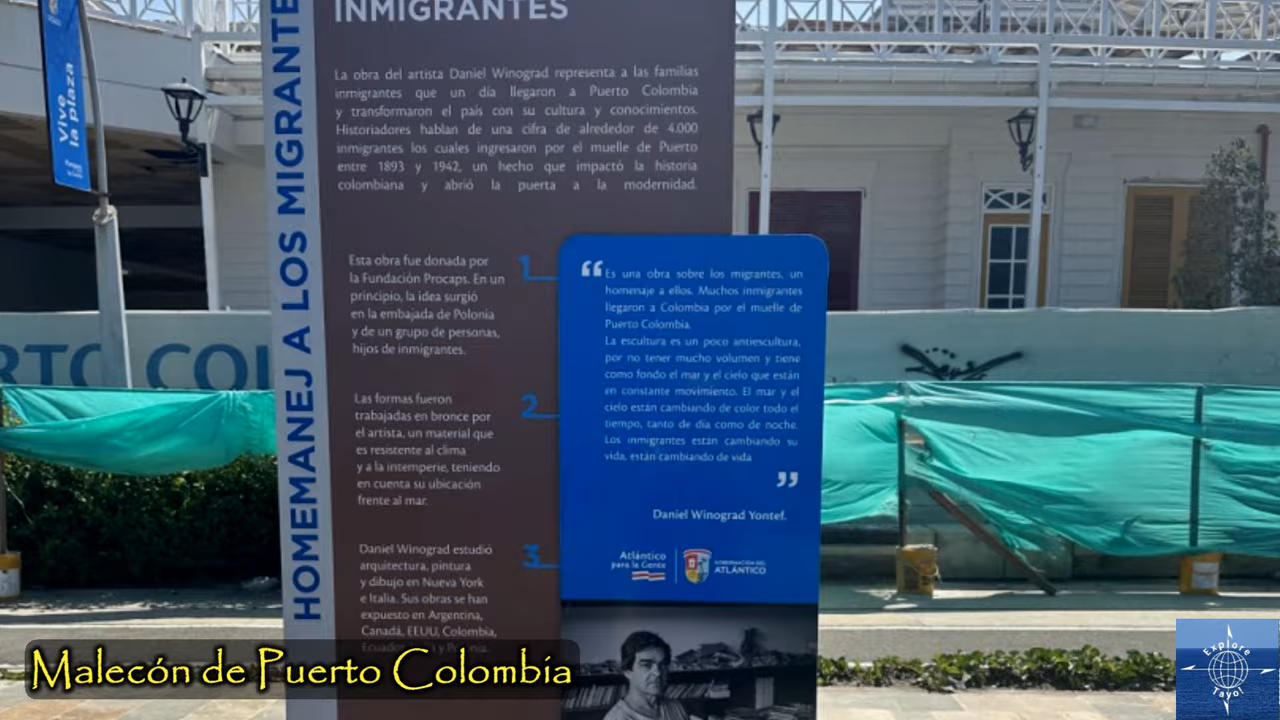 INMIGRANTES
HOMEMANEJ A LOS MIGRANTE
La obra del artista Daniel Winograd representa a las familias
inmigrantes que un día llegaron a Puerto Colombia
y transformaron el país con su cultura y conocimientos.
Historiadores hablan de una cifra de alrededor de 4.000
inmigrantes los cuales ingresaron por el muelle de Puerto
entre 1893 y 1942, un hecho que impactó la historia
colombiana y abrió la puerta a la modernidad.
Esta obra fue donada por
la Fundación Procaps. En un
principio, la idea surgió
en la embajada de Polonia
y de un grupo de personas,
hijos de inmigrantes.
1
Las formas fueron
trabajadas en bronce por
el artista, un material que
es resistente al clima
y a la intemperie, teniendo
en cuenta su ubicación
frente al mar.
2
Daniel Winograd estudió
arquitectura, pintura
y dibujo en Nueva York
e Italia. Sus obras se han
expuesto en Argentina,
Canadá, EEUU, Colombia,
3
“
Es una obra sobre los migrantes, un
homenaje a ellos. Muchos inmigrantes
llegaron a Colombia por el muelle de
Puerto Colombia.
La escultura es un poco antiescultura,
por no tener mucho volumen y tiene
como fondo el mar y el cielo que están
en constante movimiento. El mar y el
cielo están cambiando de color todo el
tiempo, tanto de día como de noche.
Los inmigrantes están cambiando su
vida, están cambiando de vida
”
Daniel Winograd Yontef.
Atlántico
para la Gente
GOBERNACIÓN DEL
ATLÁNTICO
Vive
la plaza
RTO COL
Malecón de Puerto Colombia
Explore
Tayo!